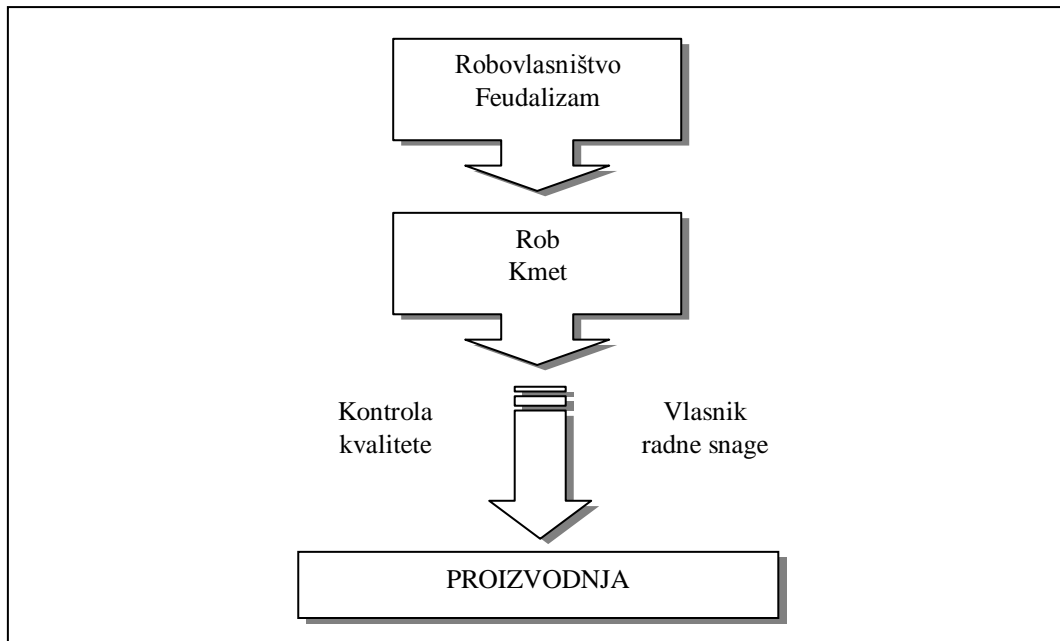 Robovlasništvo
Feudalizam
Rob
Kmet
Kontrola
kvalitete
Vlasnik
radne snage
PROIZVODNJA